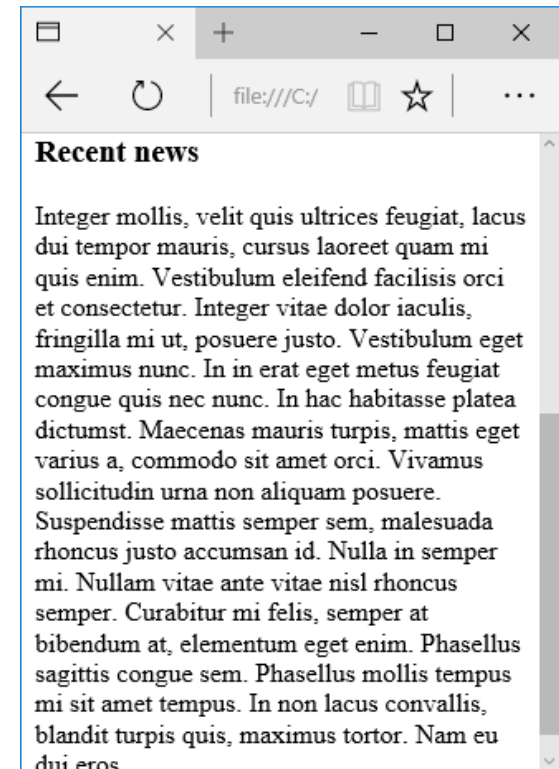 file:///C:/
Recent news
Integer mollis, velit quis ultrices feugiat, lacus
dui tempor mauris, cursus laoreet quam mi
quis enim. Vestibulum eleifend facilisis orci
et consectetur. Integer vitae dolor iaculis,
fringilla mi ut, posuere justo. Vestibulum eget
maximus nunc. In in erat eget metus feugiat
congue quis nec nunc. In hac habitasse platea
dictumst. Maecenas mauris turpis, mattis eget
varius a, commodo sit amet orci. Vivamus
sollicitudin urna non aliquam posuere.
Suspendisse mattis semper sem, malesuada
rhoncus justo accumsan id. Nulla in semper
mi. Nullam vitae ante vitae nisl rhoncus
semper. Curabitur mi felis, semper at
bibendum at, elementum eget enim. Phasellus
sagittis congue sem. Phasellus mollis tempus
mi sit amet tempus. In non lacus convallis,
blandit turpis quis, maximus tortor. Nam eu
dui eros